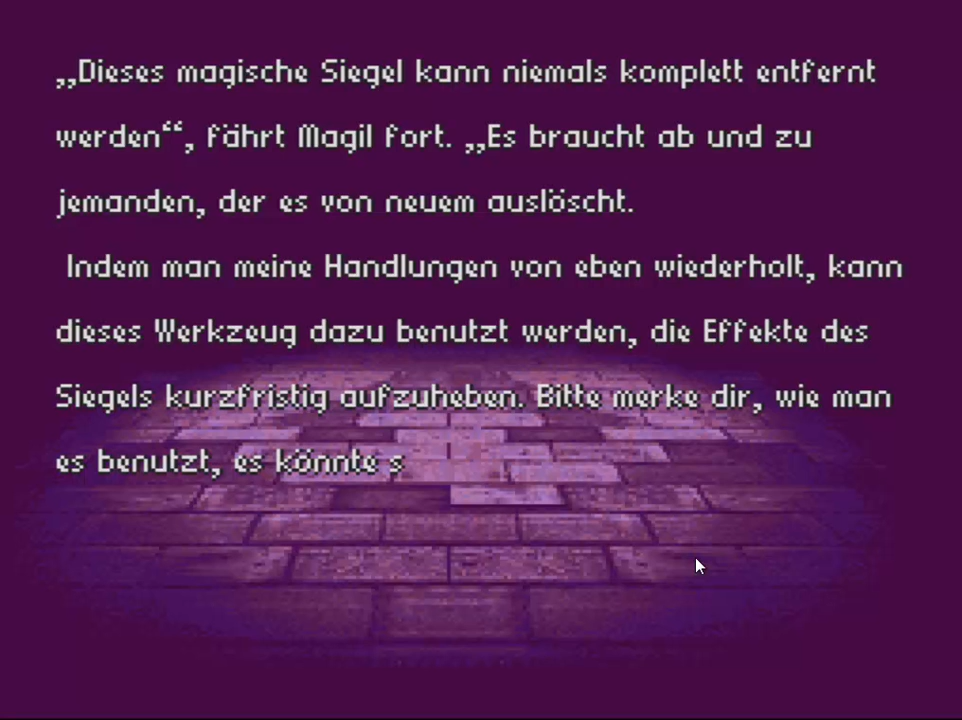 „Dieses magische Siegel kann niemals komplett entfernt
werden“, fährt Magil fort. „Es braucht ab und zu
jemanden, der es von neuem auslöscht.
Indem man meine Handlungen von eben wiederholt, kann
dieses Werkzeug dazu benutzt werden, die Effekte des
Siegels kurzfristig aufzuheben. Bitte merke dir, wie man
es benutzt, es könnte s